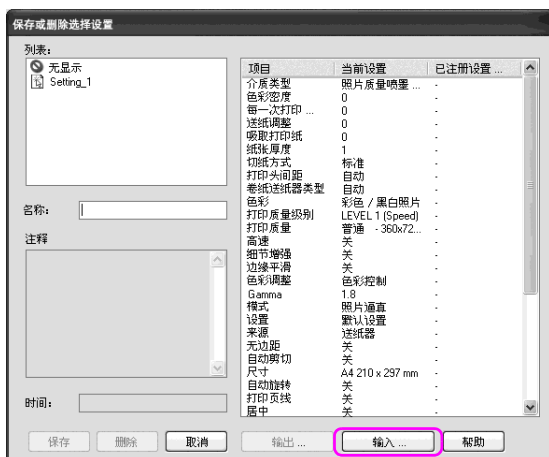 保存或删除选择设置
列表：
无显示
Setting_1
名称：
注释
时间：
项目 当前设置 已注册设置 ...
介质类型 照片质量喷墨 ... -
色彩密度 0 -
每一次打印 ... 0 -
送纸调整 0 -
吸取打印纸 0 -
纸张厚度 1 -
切纸方式 标准 -
打印头间距 自动 -
卷纸送纸器类型 自动 -
色彩 彩色 / 黑白照片 -
打印质量级别 LEVEL 1 (Speed) -
打印质量 普通 - 360x72... -
高速 关 -
细节增强 关 -
边缘平滑 关 -
色彩调整 色彩控制 -
Gamma 1.8 -
模式 照片逼真 -
设置 默认设置 -
来源 送纸器 -
无边距 关 -
自动剪切 关 -
尺寸 A4 210 x 297 mm -
自动旋转 关 -
打印页线 关 -
居中 关 -
保存 删除 取消 输出 ... 输入 ... 帮助